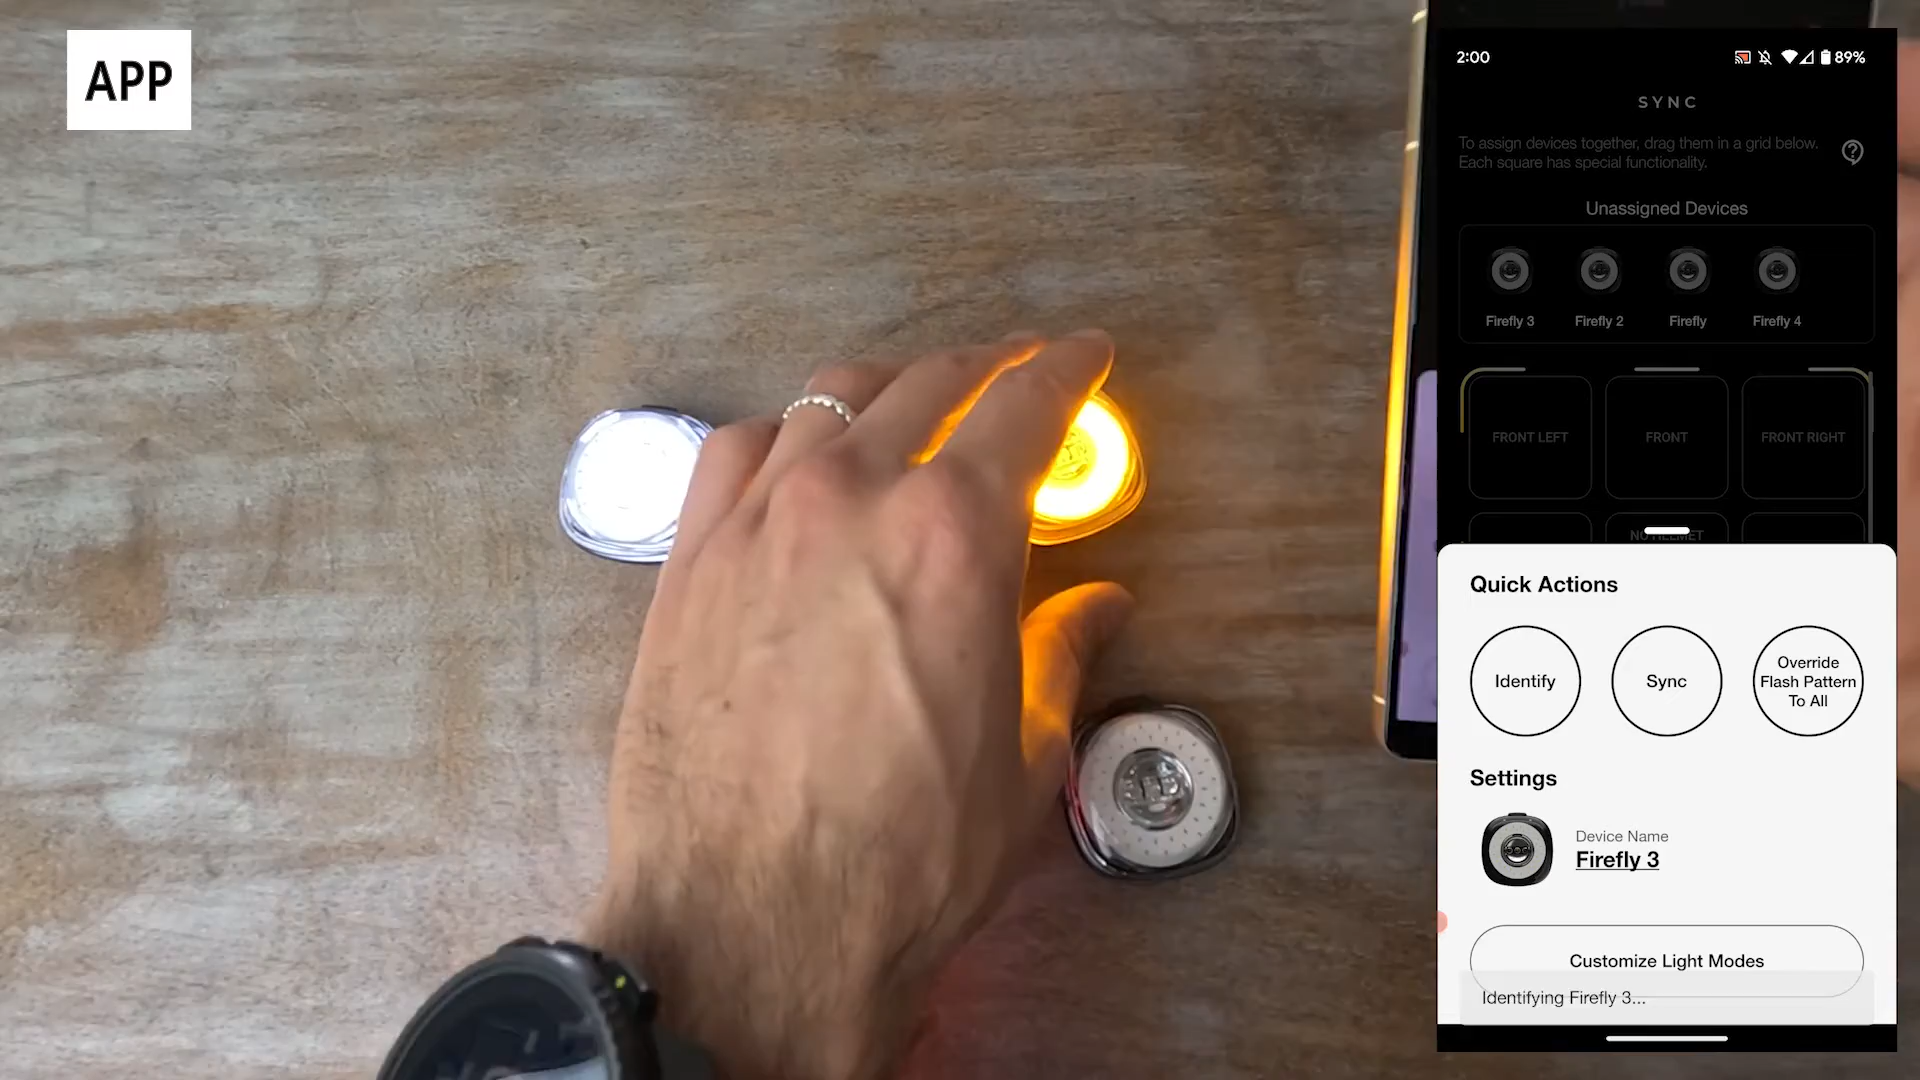 APP
2:00
89%
SYNC
To assign devices together, drag them in a grid below.
Each square has special functionality.
Unassigned Devices
Firefly 3
Firefly 2
Firefly
Firefly 4
FRONT LEFT
FRONT
FRONT RIGHT
NO HELMET
Quick Actions
Identify
Sync
Override
Flash Pattern
To All
Settings
Device Name
Firefly 3
Customize Light Modes
Identifying Firefly 3...